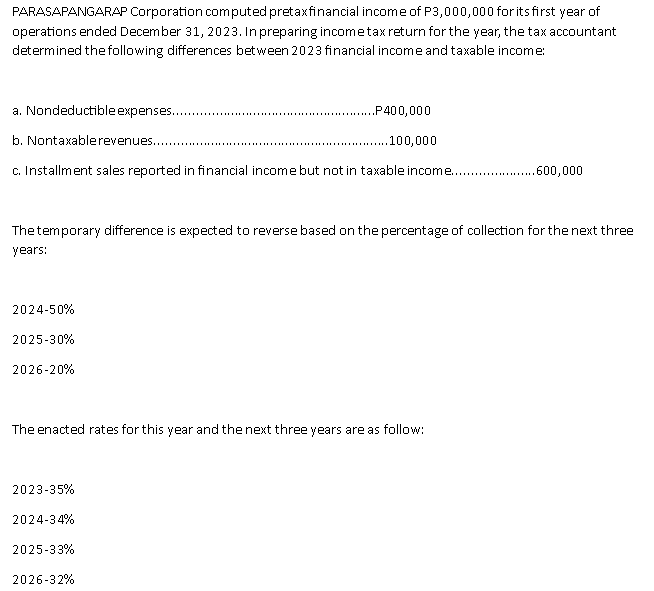 PARASAPANGARAP Corporation computed pretax financial income of P3,000,000 for its first year of
operations ended December 31, 2023. In preparing income tax return for the year, the tax accountant
determined the following differences between 2023 financial income and taxable income:
a. Nondeductible expenses.......................................................P400,000
b. Nontaxable revenues................................................................100,000
c. Installment sales reported in financial income but not in taxable income.......................600,000
The temporary difference is expected to reverse based on the percentage of collection for the next three
years:
2024-50%
2025-30%
2026-20%
The enacted rates for this year and the next three years are as follow:
2023-35%
2024-34%
2025-33%
2026-32%